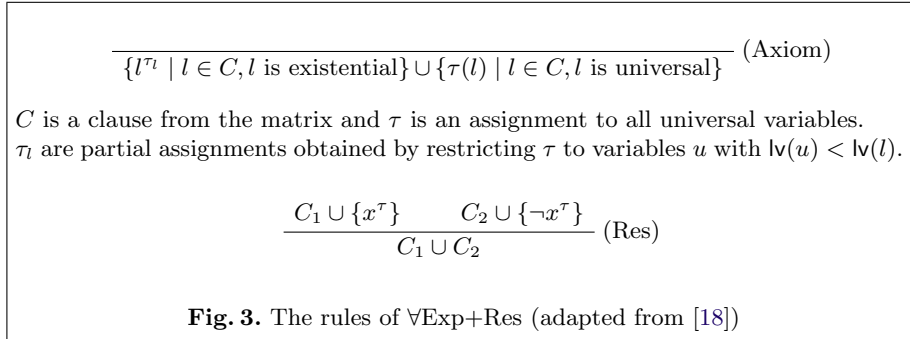 (Axiom)
{l^{τ_l} | l ∈ C, l is existential} ∪ {τ(l) | l ∈ C, l is universal}
C is a clause from the matrix and τ is an assignment to all universal variables.
τ_l are partial assignments obtained by restricting τ to variables u with lv(u) < lv(l).
C_1 ∪ {x^τ}    C_2 ∪ {¬x^τ}
(Res)
C_1 ∪ C_2
Fig. 3. The rules of ∀Exp+Res (adapted from [18])